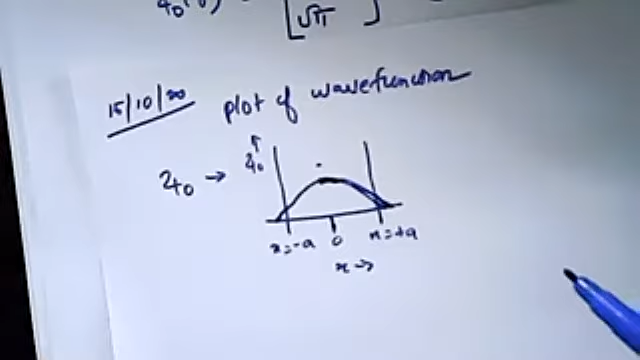 [√π]
15/10/20 plot of wavefunction
ψ₀ → ψ₀ ↑
x=-a 0 x=+a
x →